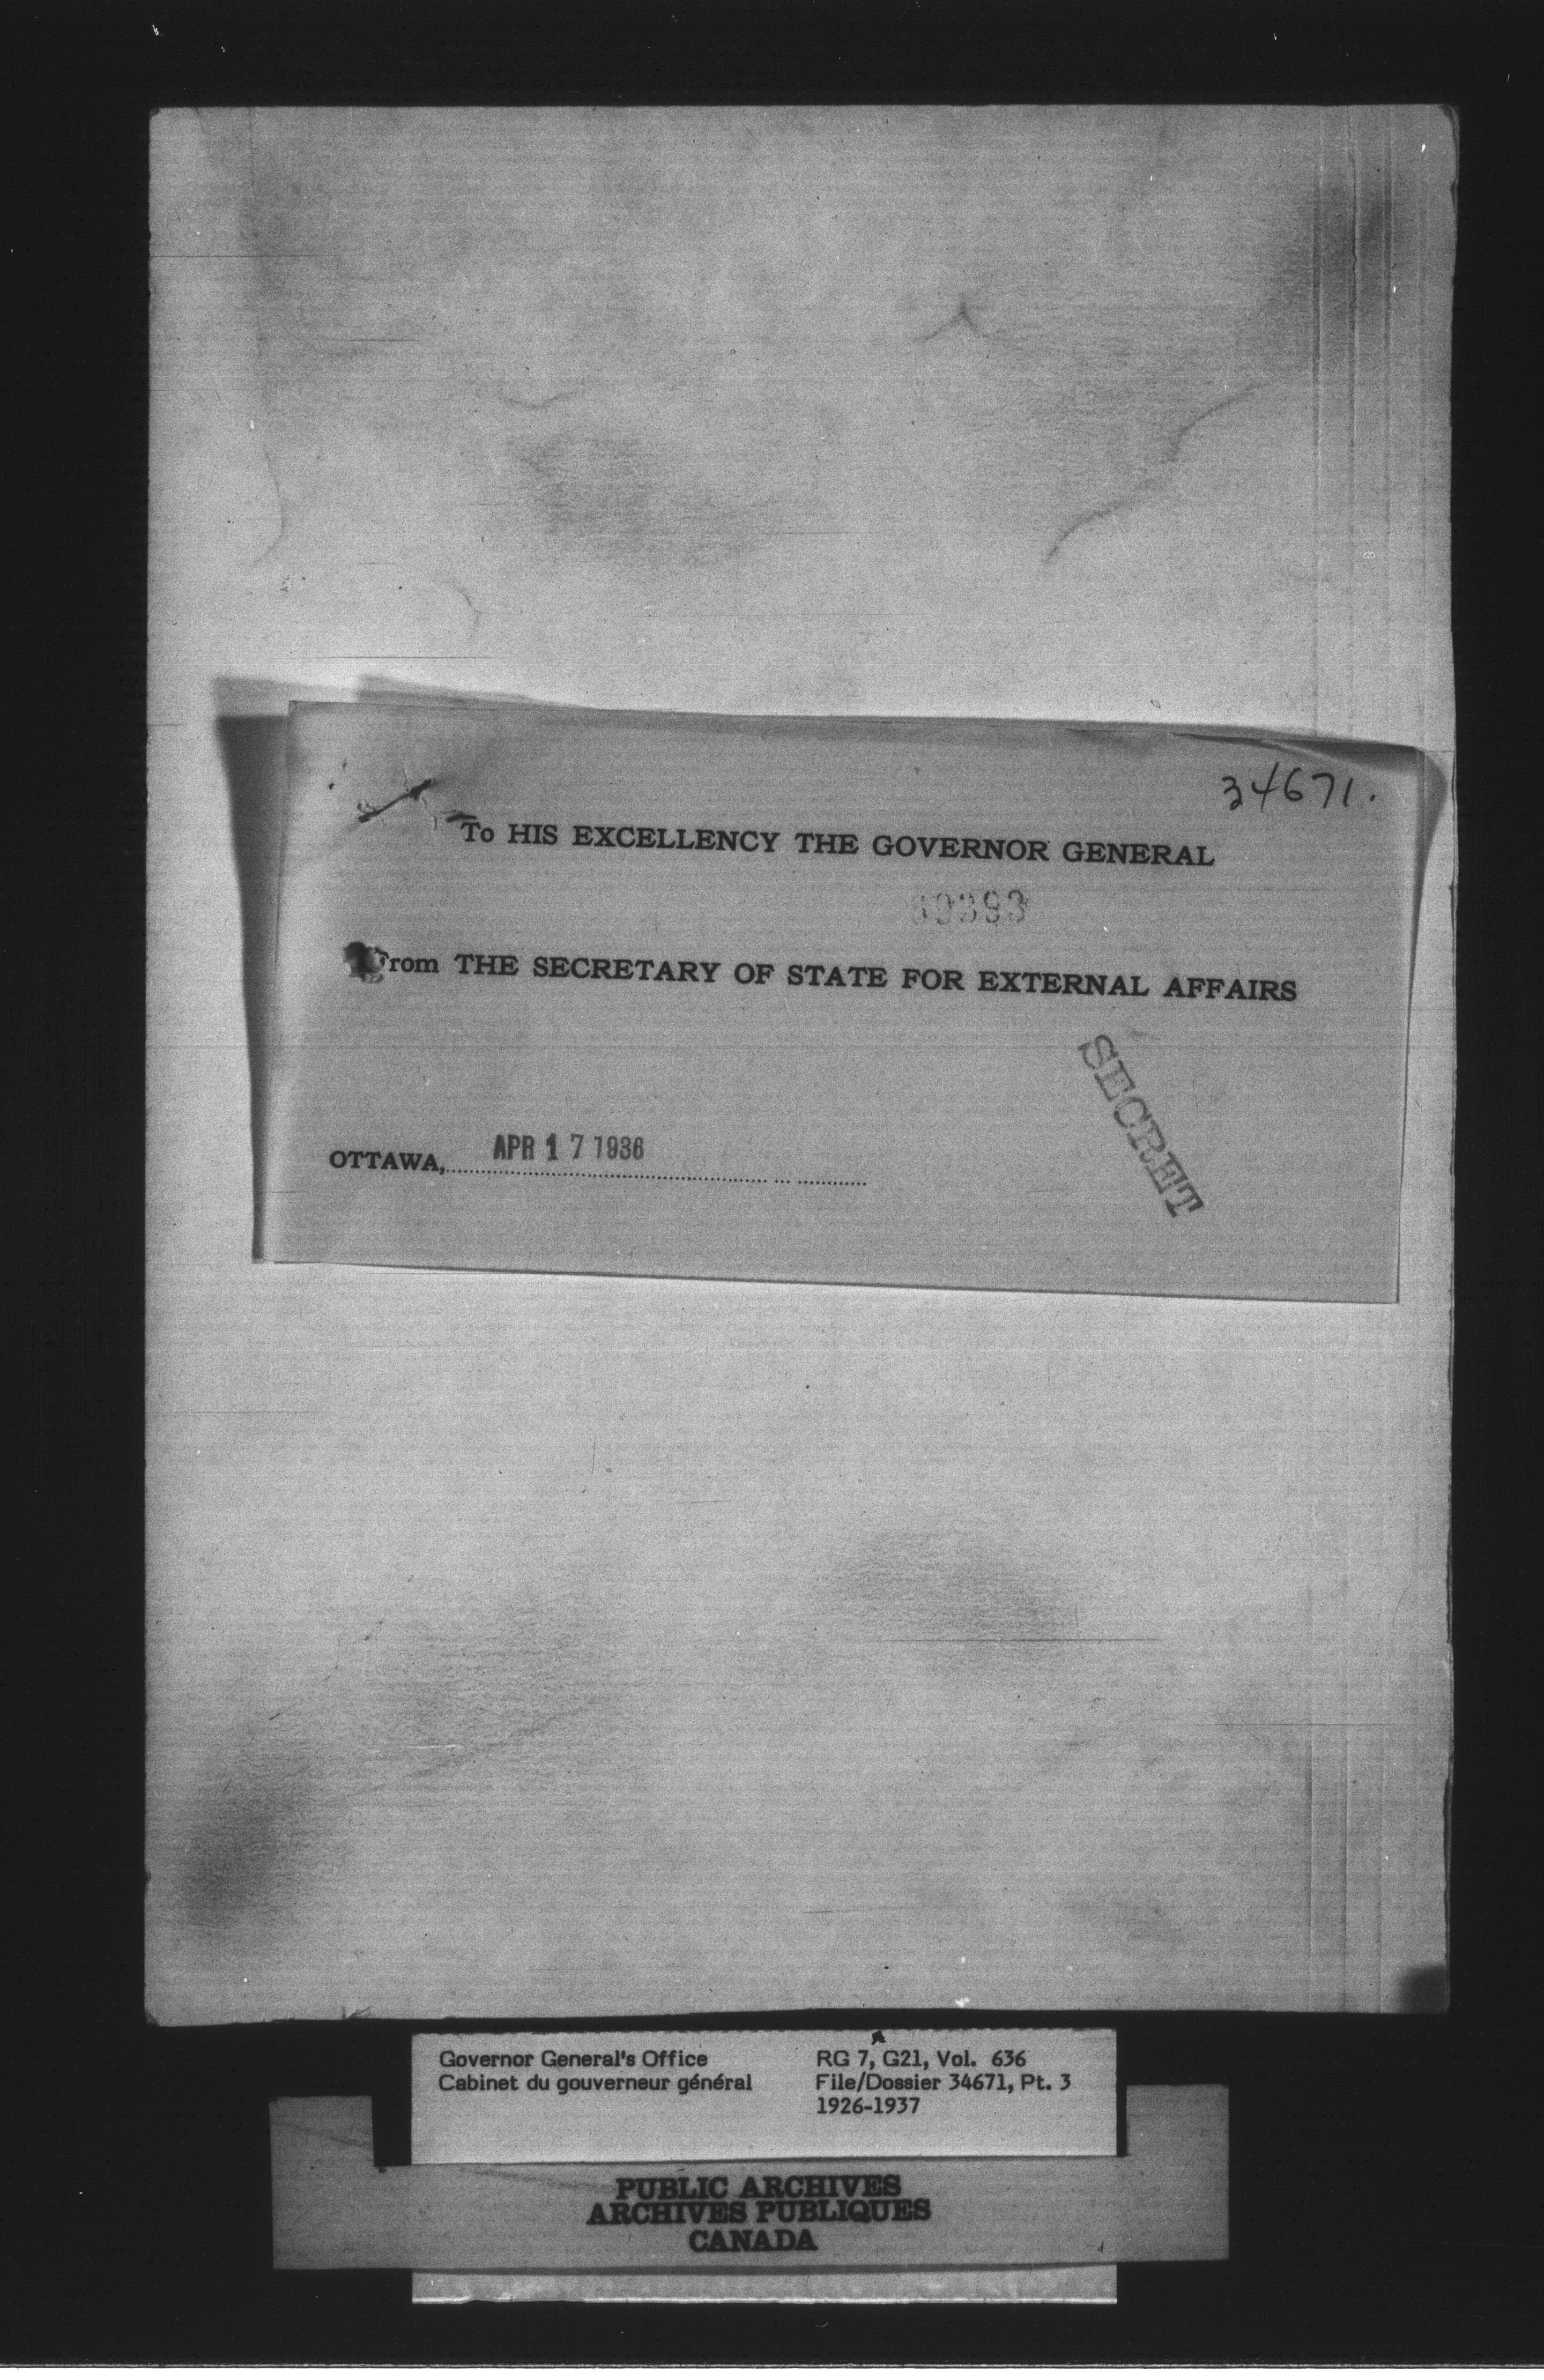 34671.
To HIS EXCELLENCY THE GOVERNOR GENERAL
From THE SECRETARY OF STATE FOR EXTERNAL AFFAIRS
SECRET
OTTAWA, APR 17 1936
Governor General's Office
Cabinet du gouverneur général
RG 7, G21, Vol. 636
File/Dossier 34671, Pt. 3
1926-1937
PUBLIC ARCHIVES
ARCHIVES PUBLIQUES
CANADA